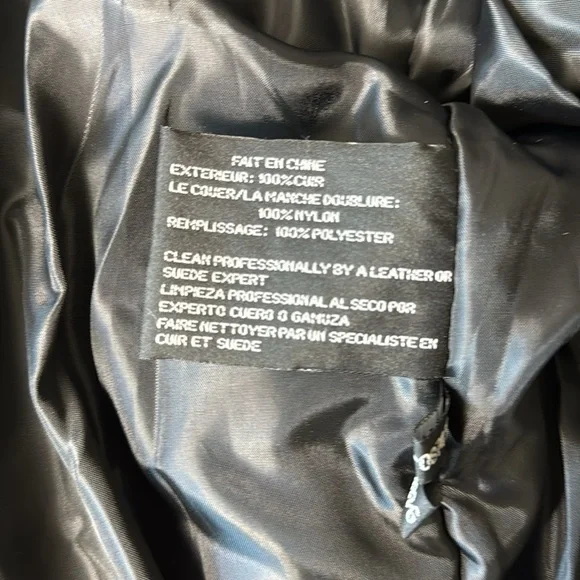 FAIT EN CHINE
EXTERIEUR: 100%CUIR
LE COUER/LA MANCHE DOUBLURE:
100%NYLON
REMPLISSAGE: 100%POLYESTER
CLEAN PROFESSIONALLY BY A LEATHER OR
SUEDE EXPERT
LIMPIEZA PROFESSIONAL AL SECO POR
EXPERTO CUERO O GAMUZA
FAIRE NETTOYER PAR UN SPECIALISTE EN
CUIR ET SUEDE